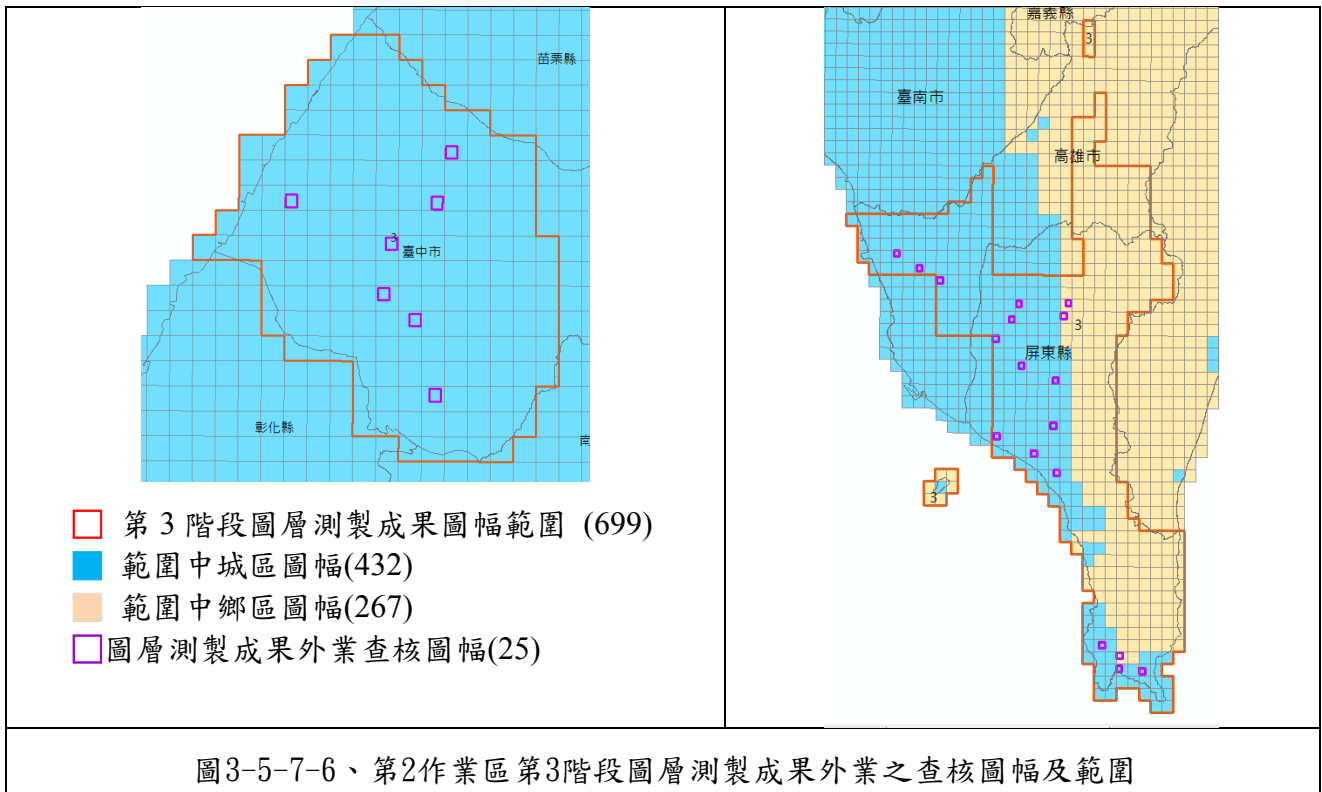 苗栗縣
3
臺中市
彰化縣
南
第 3 階段圖層測製成果圖幅範圍 (699)
範圍中城區圖幅(432)
範圍中鄉區圖幅(267)
圖層測製成果外業查核圖幅(25)
嘉義縣
3
臺南市
高雄市
3
屏東縣
3
圖3-5-7-6、第2作業區第3階段圖層測製成果外業之查核圖幅及範圍